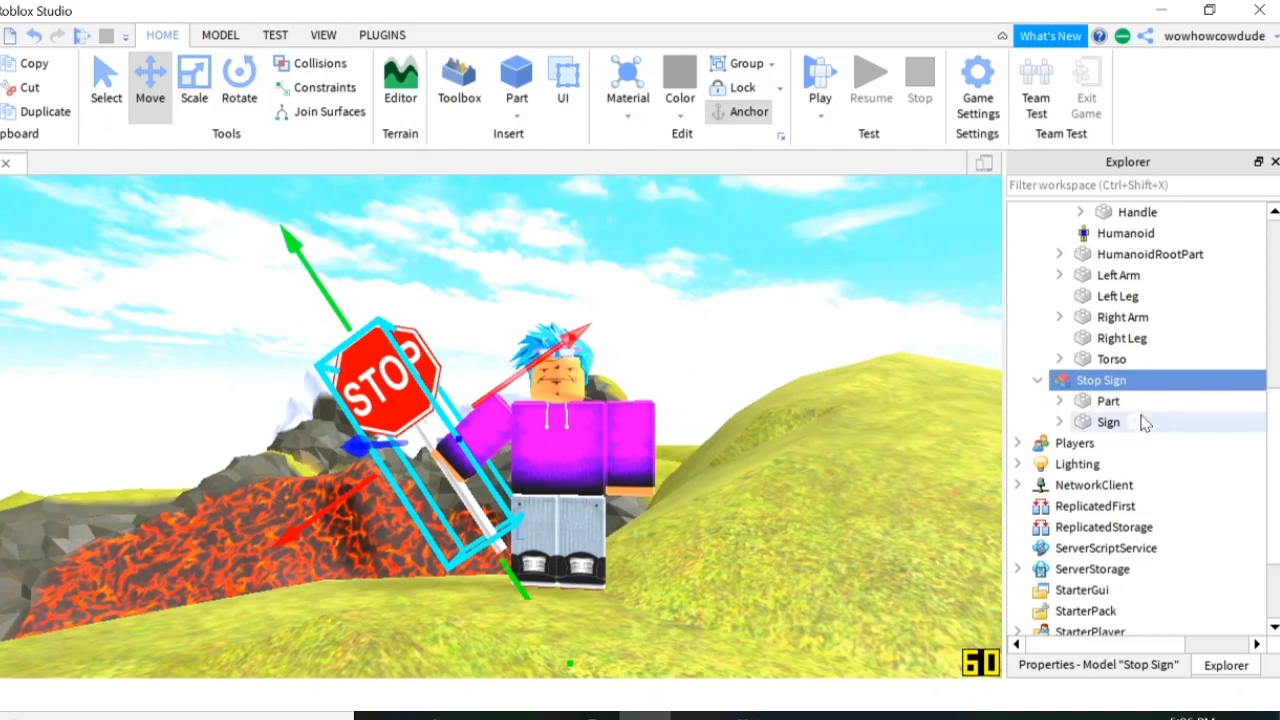 Roblox Studio
HOME MODEL TEST VIEW PLUGINS What's New wowhowcowdude
Copy
Cut
Duplicate
pboard
Select Move Scale Rotate
Collisions
Constraints
Join Surfaces
Tools
Editor
Terrain
Toolbox Part UI
Insert
Material Color
Group
Lock
Anchor
Edit
Play Resume Stop
Test
Game
Settings
Settings
Team
Test
Exit
Game
Team Test
Explorer
Filter workspace (Ctrl+Shift+X)
Handle
Humanoid
HumanoidRootPart
Left Arm
Left Leg
Right Arm
Right Leg
Torso
Stop Sign
Part
Sign
Players
Lighting
NetworkClient
ReplicatedFirst
ReplicatedStorage
ServerScriptService
ServerStorage
StarterGui
StarterPack
StarterPlayer
STOP
L
60
Properties - Model "Stop Sign" Explorer